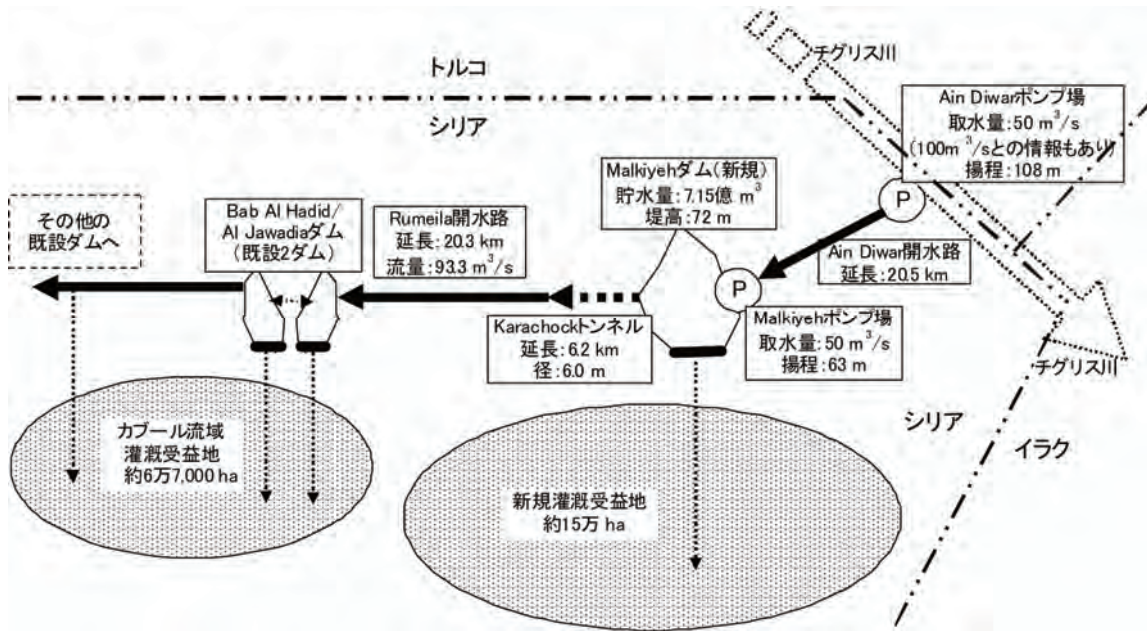 チグリス川
トルコ
シリア
Ain Diwarポンプ場
取水量:50 m³/s
(100m³/sとの情報もあり)
揚程:108 m
P
Malkiyehダム(新規)
貯水量:7.15億 m³
堤高:72 m
その他の
既設ダムへ
Bab Al Hadid/
Al Jawadiaダム
(既設2ダム)
Rumeila開水路
延長:20.3 km
流量:93.3 m³/s
Ain Diwar開水路
延長:20.5 km
P
Karachockトンネル
延長:6.2 km
径:6.0 m
Malkiyehポンプ場
取水量:50 m³/s
揚程:63 m
チグリス川
シリア
イラク
カブール流域
灌漑受益地
約6万7,000 ha
新規灌漑受益地
約15万 ha